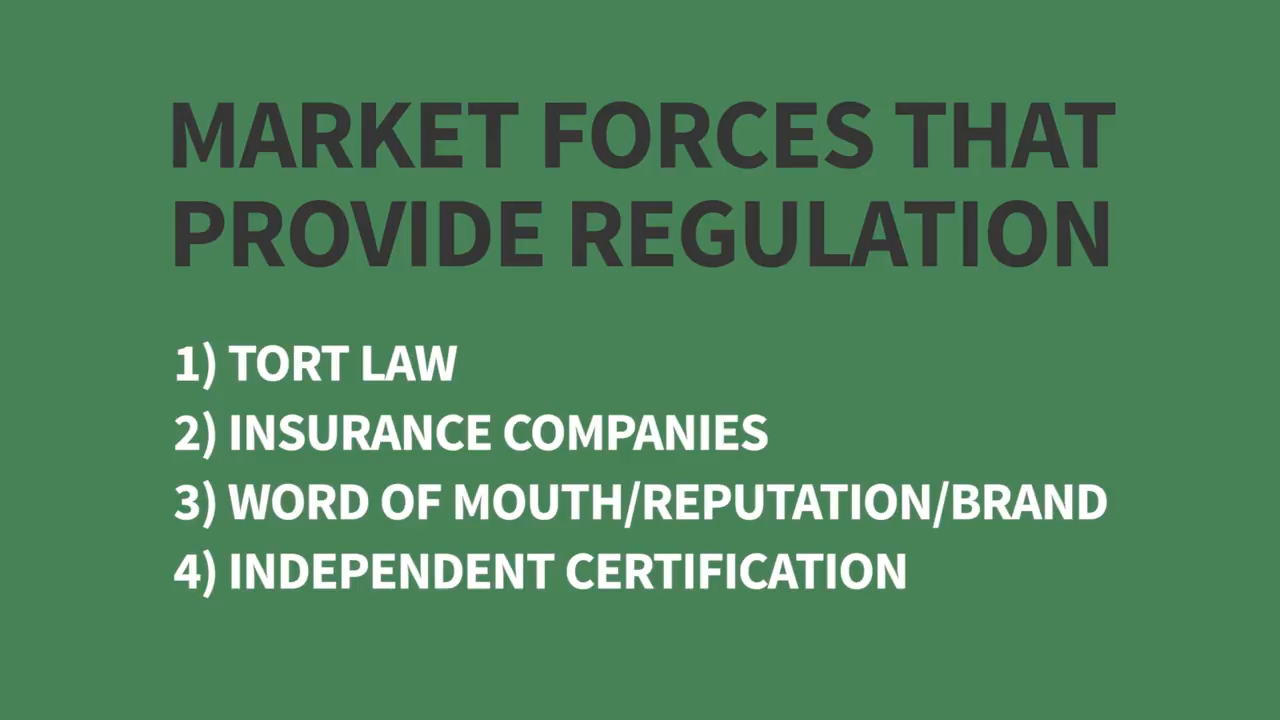 MARKET FORCES THAT
PROVIDE REGULATION
1) TORT LAW
2) INSURANCE COMPANIES
3) WORD OF MOUTH/REPUTATION/BRAND
4) INDEPENDENT CERTIFICATION